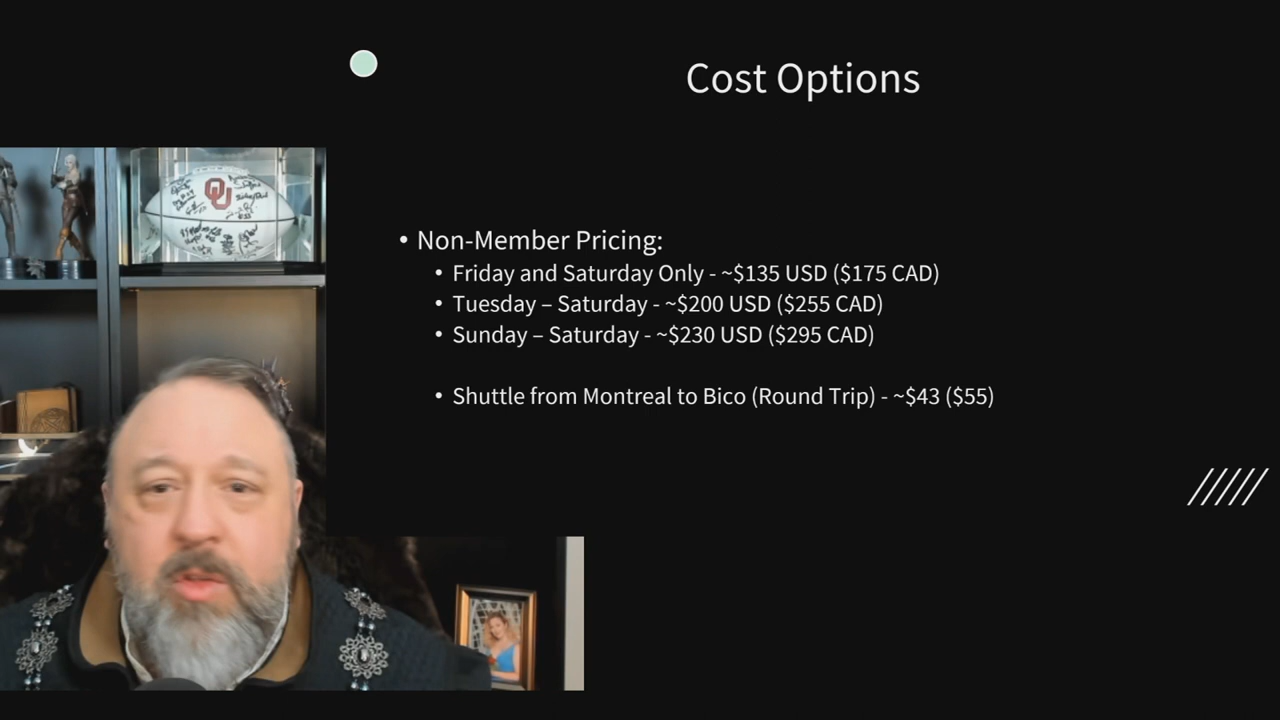 Cost Options
OU
• Non-Member Pricing:
• Friday and Saturday Only - ~$135 USD ($175 CAD)
• Tuesday – Saturday - ~$200 USD ($255 CAD)
• Sunday – Saturday - ~$230 USD ($295 CAD)
• Shuttle from Montreal to Bico (Round Trip) - ~$43 ($55)